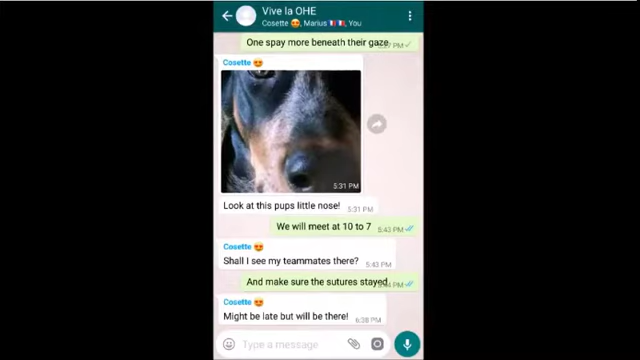 Vive la OHE
Cosette 😍, Marius 🇫🇷🇫🇷, You
One spay more beneath their gaze
PM
Cosette 😍
5:31 PM
Look at this pups little nose!
5:31 PM
We will meet at 10 to 7
5:43 PM
Cosette 😍
Shall I see my teammates there?
5:43 PM
And make sure the sutures stayed
PM
Cosette 😍
Might be late but will be there!
6:38 PM
Type a message